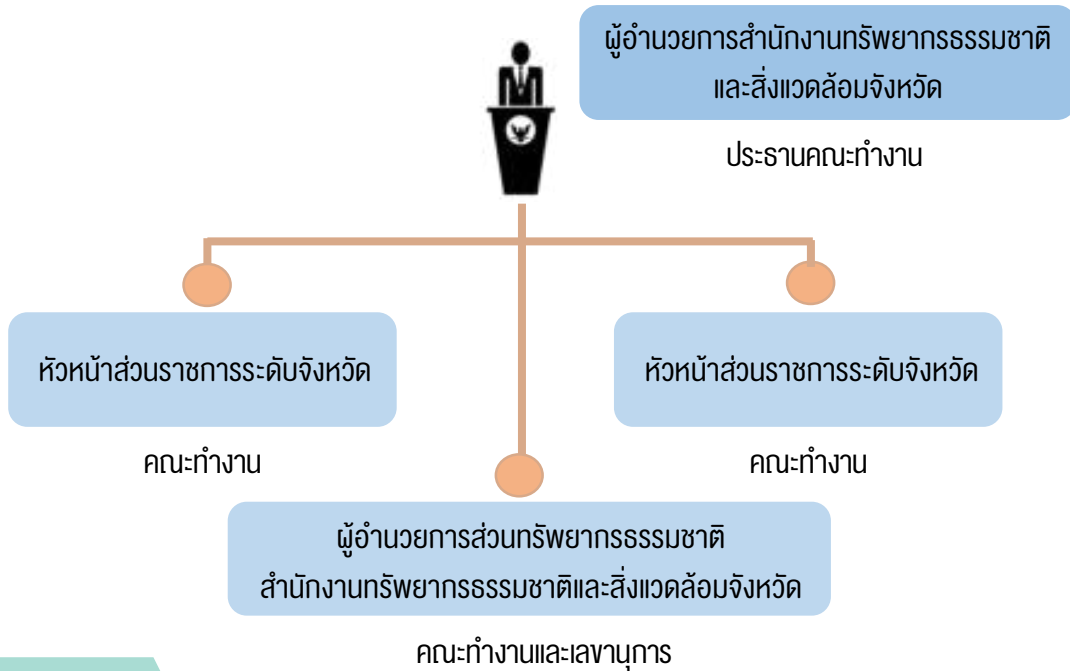 ผู้อำนวยการสำนักงานทรัพยากรธรรมชาติ
และสิ่งแวดล้อมจังหวัด
ประธานคณะทำงาน
หัวหน้าส่วนราชการระดับจังหวัด
คณะทำงาน
หัวหน้าส่วนราชการระดับจังหวัด
คณะทำงาน
ผู้อำนวยการส่วนทรัพยากรธรรมชาติ
สำนักงานทรัพยากรธรรมชาติและสิ่งแวดล้อมจังหวัด
คณะทำงานและเลขานุการ